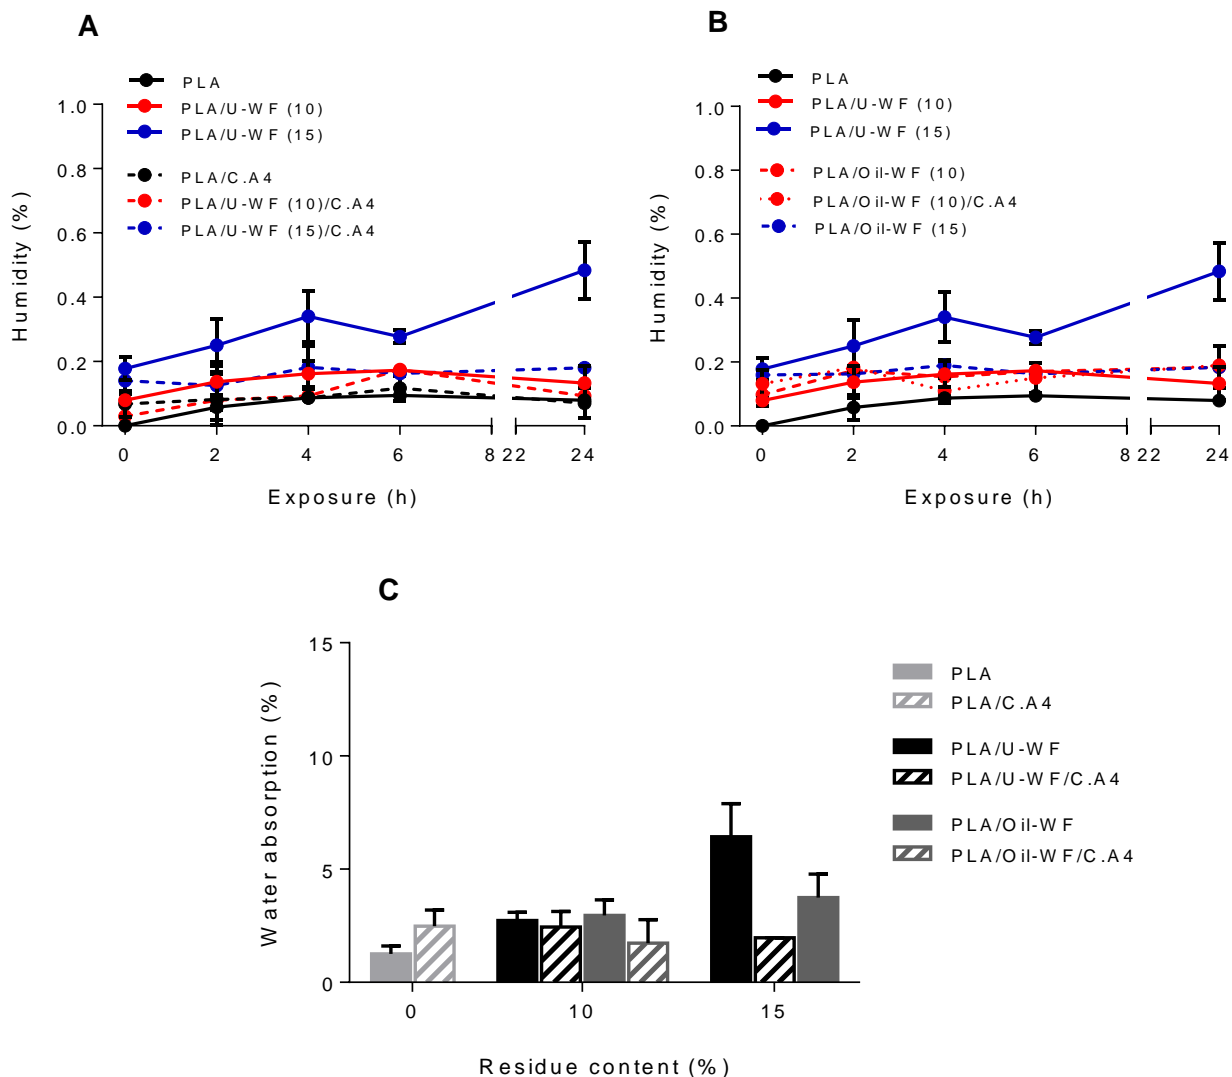 A
PLA
PLA/U-WF (10)
PLA/U-WF (15)
PLA/C.A4
PLA/U-WF (10)/C.A4
PLA/U-WF (15)/C.A4
1.0
0.8
0.6
0.4
0.2
0.0
Humidity (%)
0 2 4 6 8 22 24
Exposure (h)
B
PLA
PLA/U-WF (10)
PLA/U-WF (15)
PLA/Oil-WF (10)
PLA/Oil-WF (10)/C.A4
PLA/Oil-WF (15)
1.0
0.8
0.6
0.4
0.2
0.0
Humidity (%)
0 2 4 6 8 22 24
Exposure (h)
C
15
10
5
0
Water absorption (%)
0 10 15
Residue content (%)
PLA
PLA/C.A4
PLA/U-WF
PLA/U-WF/C.A4
PLA/Oil-WF
PLA/Oil-WF/C.A4